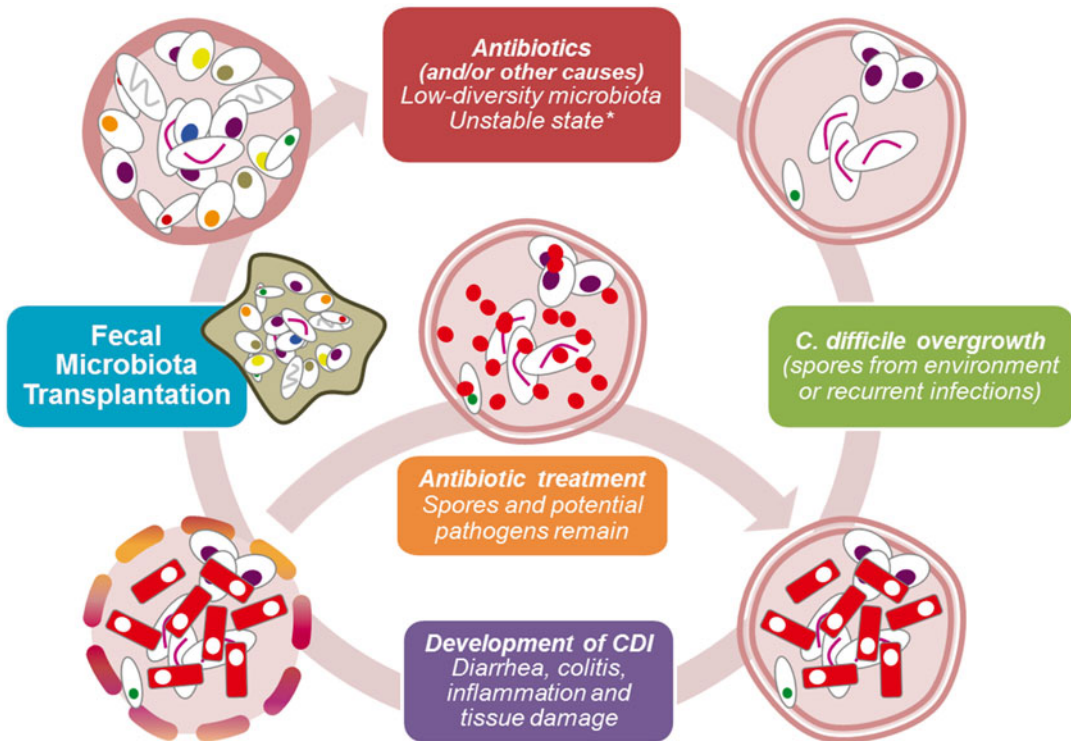 Antibiotics
(and/or other causes)
Low-diversity microbiota
Unstable state*
Fecal
Microbiota
Transplantation
C. difficile overgrowth
(spores from environment
or recurrent infections)
Antibiotic treatment
Spores and potential
pathogens remain
Development of CDI
Diarrhea, colitis,
inflammation and
tissue damage